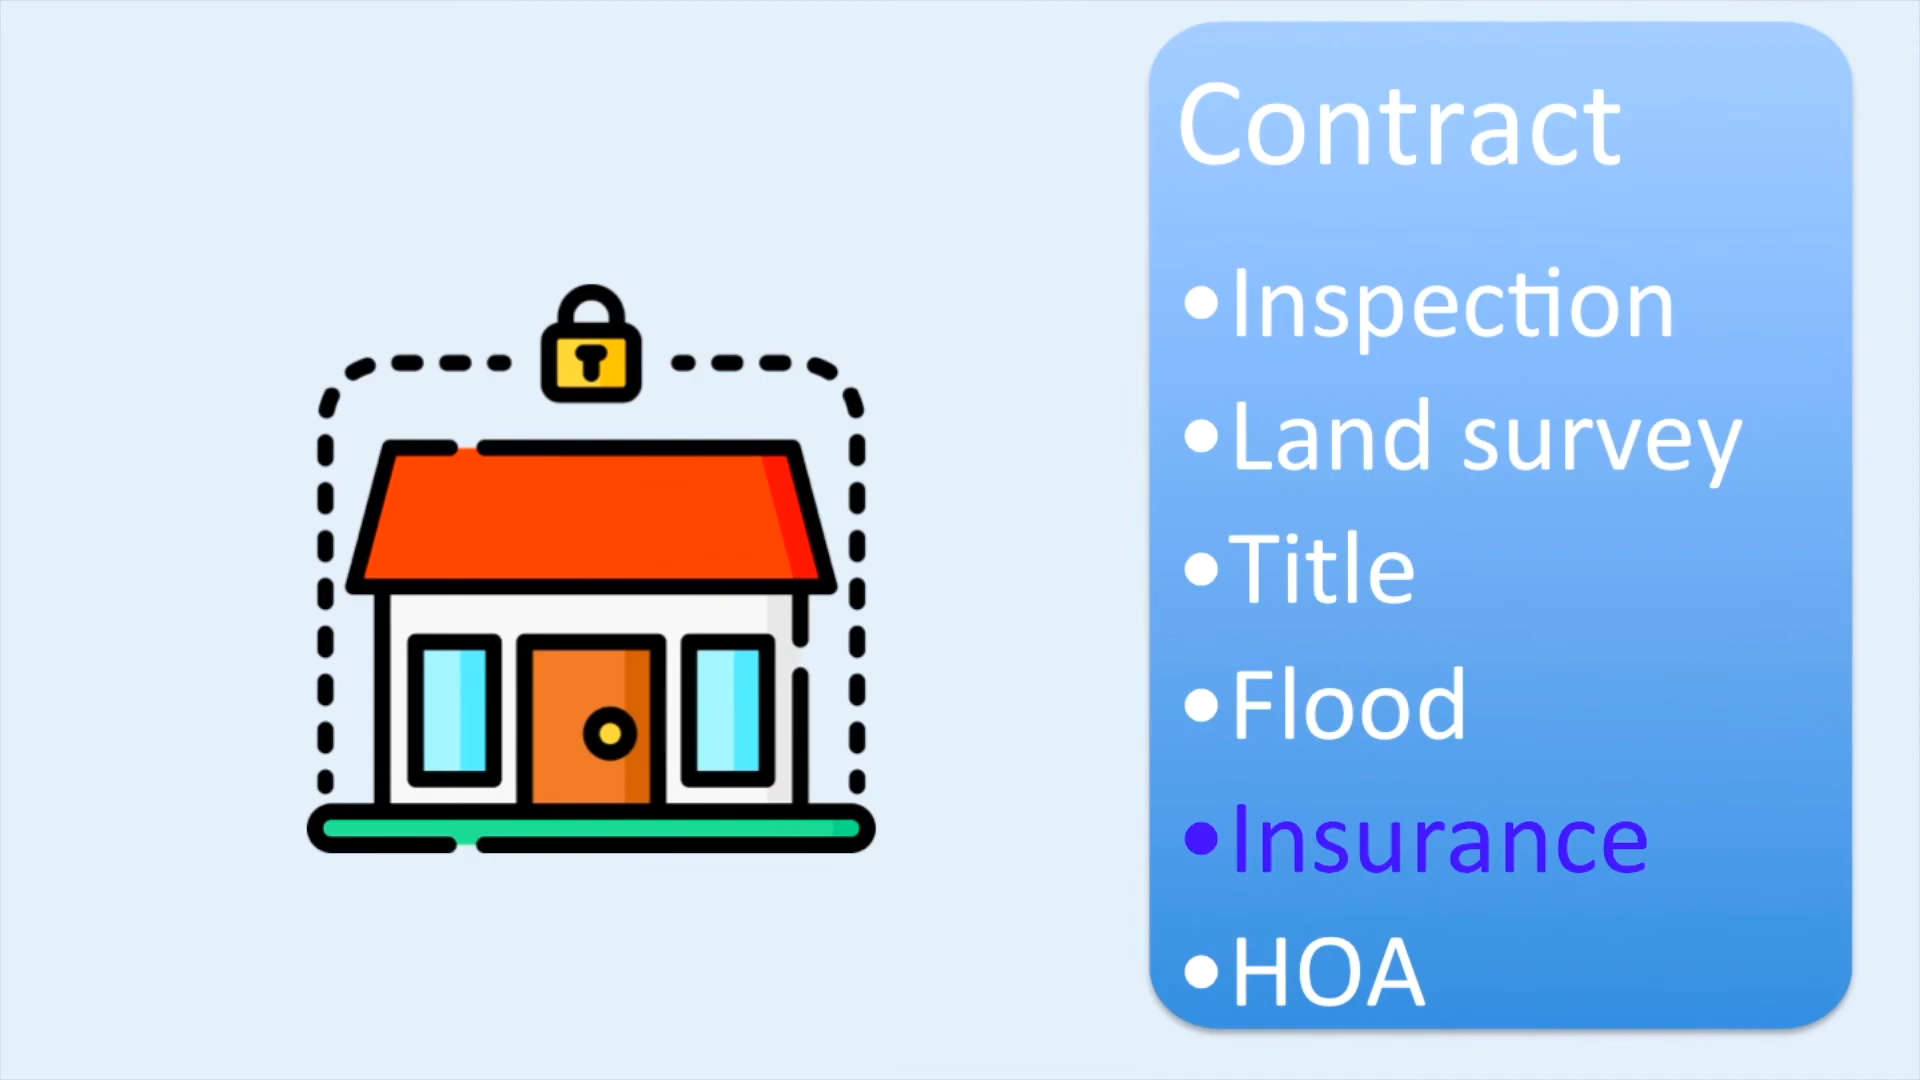 Contract
•Inspection
•Land survey
•Title
•Flood
•Insurance
•HOA